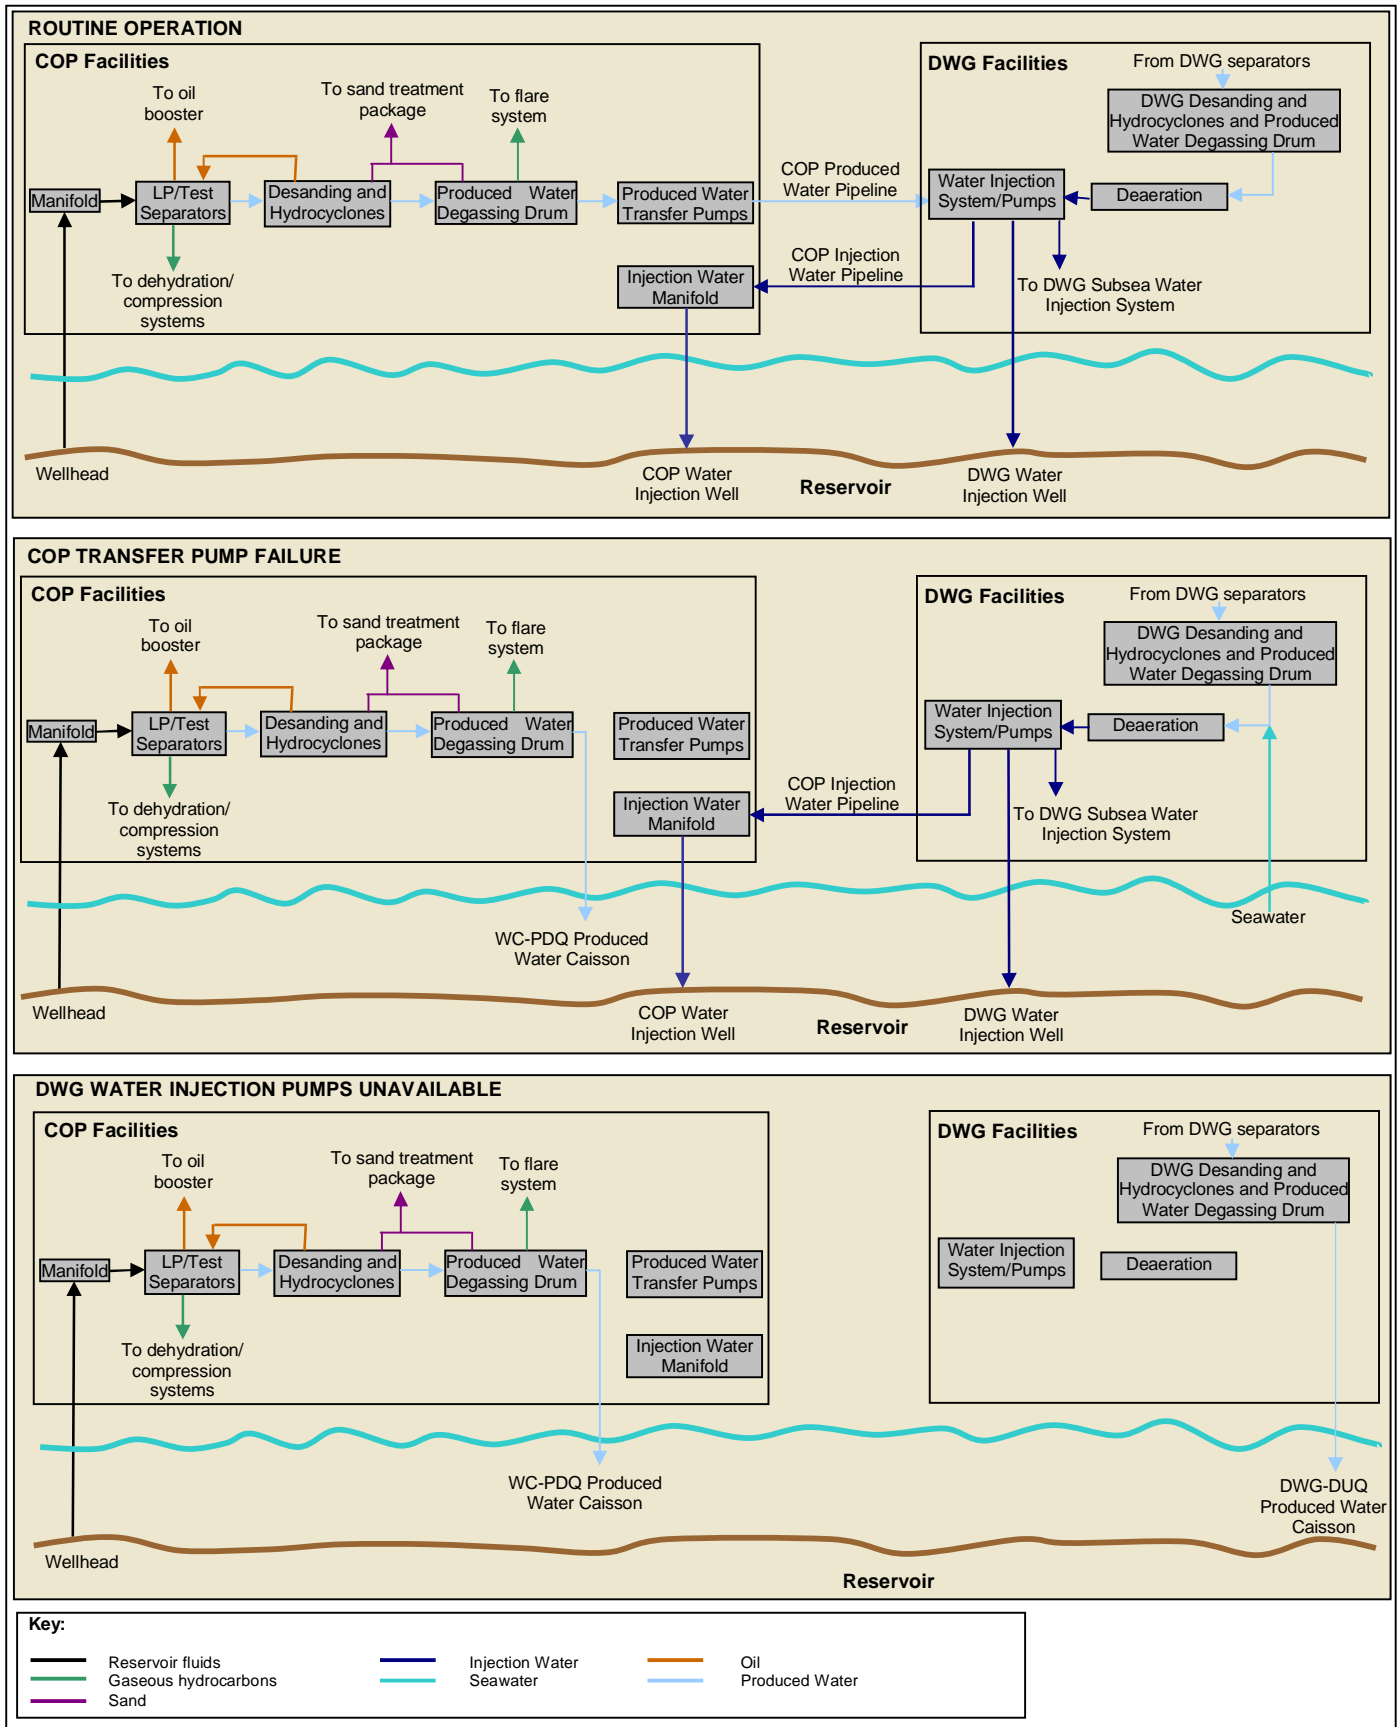 ROUTINE OPERATION
COP Facilities
To oil
booster
To sand treatment
package
To flare
system
Manifold
LP/Test
Separators
Desanding and
Hydrocyclones
Produced Water
Degassing Drum
Produced Water
Transfer Pumps
To dehydration/
compression
systems
Injection Water
Manifold
COP Produced
Water Pipeline
COP Injection
Water Pipeline
DWG Facilities
From DWG separators
DWG Desanding and
Hydrocyclones and Produced
Water Degassing Drum
Water Injection
System/Pumps
Deaeration
To DWG Subsea Water
Injection System
Wellhead
COP Water
Injection Well
Reservoir
DWG Water
Injection Well
COP TRANSFER PUMP FAILURE
COP Facilities
To oil
booster
To sand treatment
package
To flare
system
Manifold
LP/Test
Separators
Desanding and
Hydrocyclones
Produced Water
Degassing Drum
Produced Water
Transfer Pumps
To dehydration/
compression
systems
Injection Water
Manifold
COP Injection
Water Pipeline
DWG Facilities
From DWG separators
DWG Desanding and
Hydrocyclones and Produced
Water Degassing Drum
Water Injection
System/Pumps
Deaeration
To DWG Subsea Water
Injection System
Seawater
WC-PDQ Produced
Water Caisson
Wellhead
COP Water
Injection Well
Reservoir
DWG Water
Injection Well
DWG WATER INJECTION PUMPS UNAVAILABLE
COP Facilities
To oil
booster
To sand treatment
package
To flare
system
Manifold
LP/Test
Separators
Desanding and
Hydrocyclones
Produced Water
Degassing Drum
Produced Water
Transfer Pumps
To dehydration/
compression
systems
Injection Water
Manifold
DWG Facilities
From DWG separators
DWG Desanding and
Hydrocyclones and Produced
Water Degassing Drum
Water Injection
System/Pumps
Deaeration
WC-PDQ Produced
Water Caisson
DWG-DUQ
Produced Water
Caisson
Wellhead
Reservoir
Key:
Reservoir fluids
Gaseous hydrocarbons
Sand
Injection Water
Seawater
Oil
Produced Water